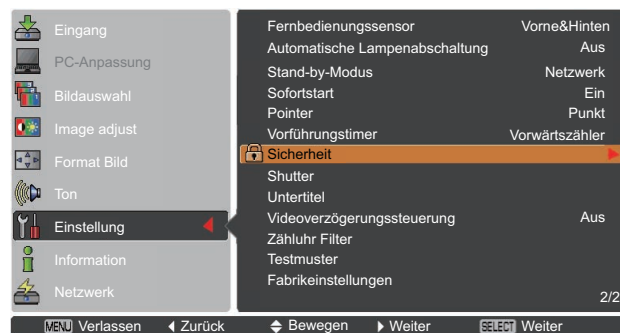 Eingang
PC-Anpassung
Bildauswahl
Image adjust
Format Bild
Ton
Einstellung
Information
Netzwerk
Fernbedienungssensor Vorne&Hinten
Automatische Lampenabschaltung Aus
Stand-by-Modus Netzwerk
Sofortstart Ein
Pointer Punkt
Vorführungstimer Vorwärtszähler
Sicherheit
Shutter
Untertitel
Videoverzögerungssteuerung Aus
Zähluhr Filter
Testmuster
Fabrikeinstellungen
2/2
MENU Verlassen Zurück Bewegen Weiter SELECT Weiter